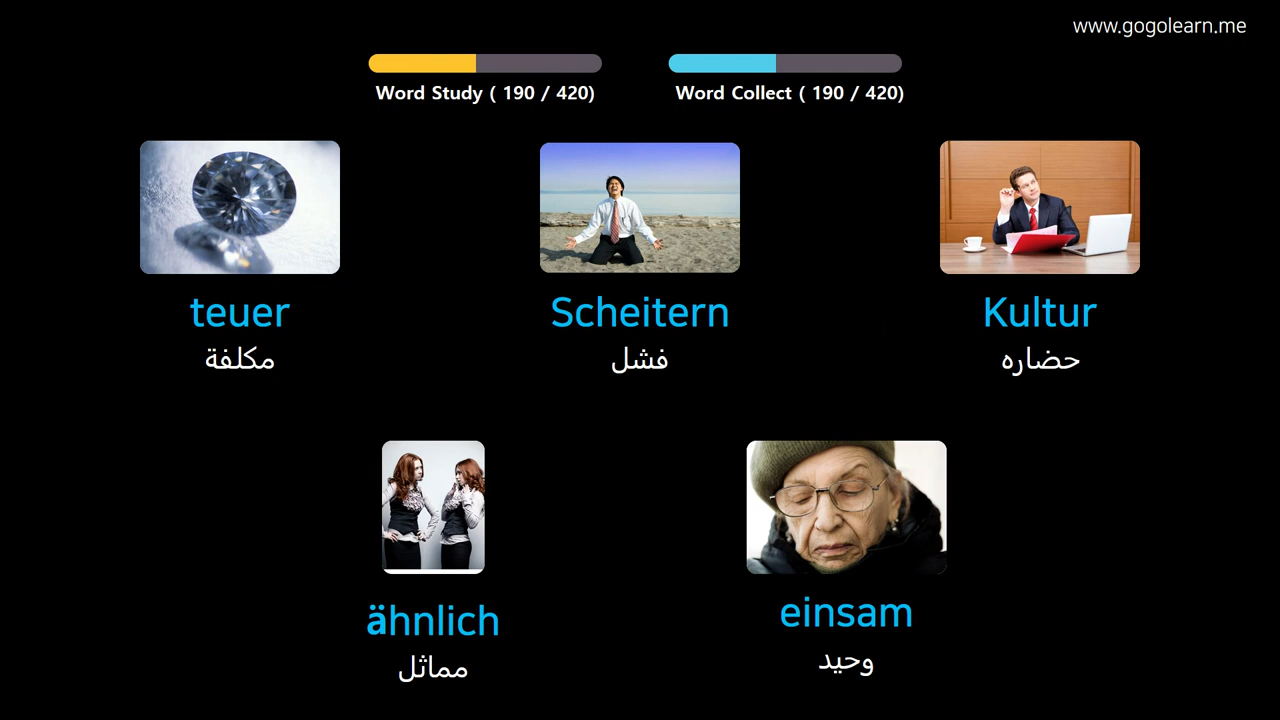 www.gogolearn.me
Word Study ( 190 / 420)
Word Collect ( 190 / 420)
teuer
مكلفة
Scheitern
فشل
Kultur
حضاره
ähnlich
مماثل
einsam
وحيد